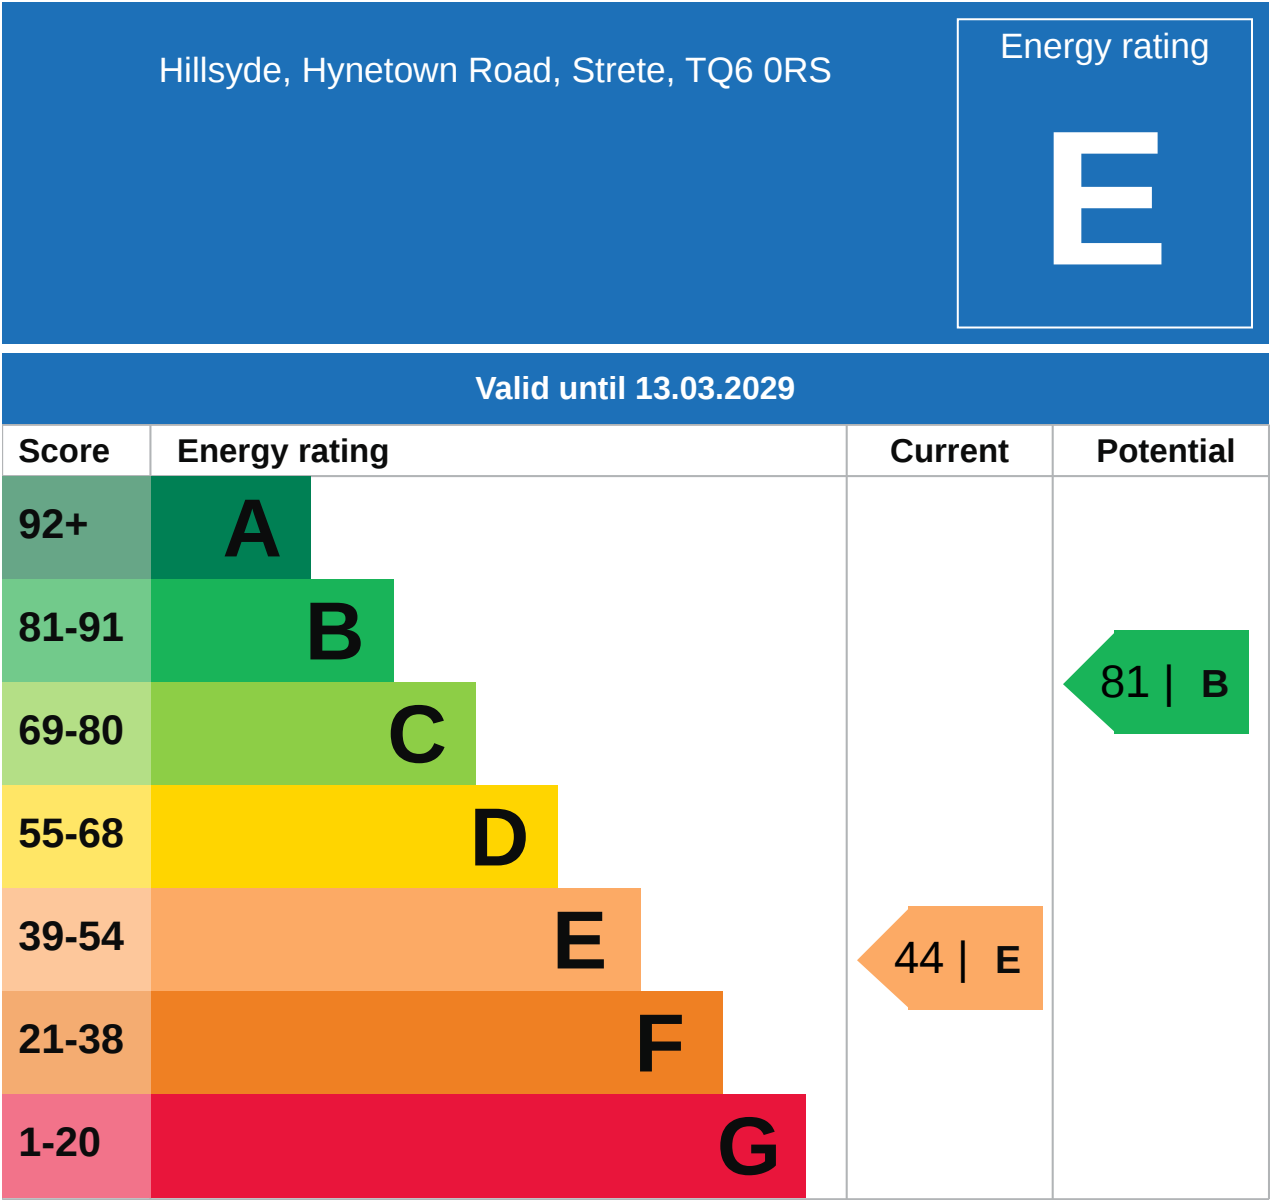 Hillsyde, Hynetown Road, Strete, TQ6 0RS
Energy rating
E
Valid until 13.03.2029
Score Energy rating Current Potential
92+ A
81-91 B
81 | B
69-80 C
55-68 D
39-54 E
44 | E
21-38 F
1-20 G